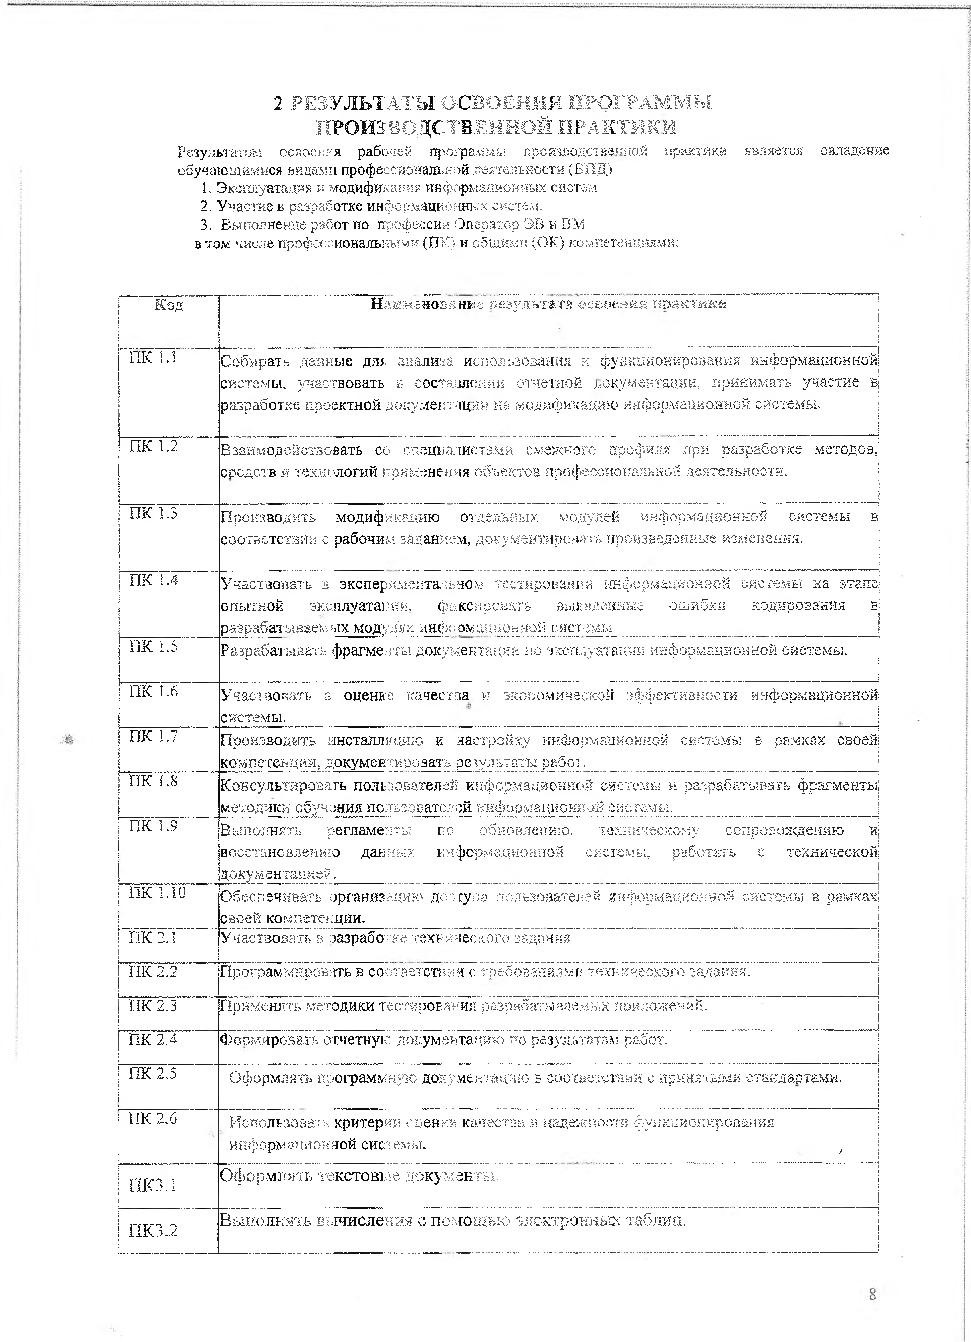 2 РЕЗУЛЬТАТЫ ОСВОЕНИЯ ПРОГРАММЫ
ПРОИЗВОДСТВЕННОЙ ПРАКТИКИ
Результатом освоения рабочей программы производственной практики является овладение
обучающимися видами профессиональной деятельности (ВПД)
1. Эксплуатация и модификация информационных систем
2. Участие в разработке информационных систем.
3. Выполнение работ по профессии Оператор ЭВ и ВМ
в том числе профессиональными (ПК) и общими (ОК) компетенциями:
Код
Наименование результата освоения практике
ПК 1.1
Собирать данные для анализа использования и функционирования информационной
системы, участвовать в составлении отчетной документации, принимать участие в
разработке проектной документации на модификацию информационной системы.
ПК 1.2
Взаимодействовать со специалистами смежного профиля при разработке методов,
средств и технологий применения объектов профессиональной деятельности.
ПК 1.3
Производить модификацию отдельных модулей информационной системы в
соответствии с рабочим заданием, документировать произведенные изменения.
ПК 1.4
Участвовать в экспериментальном тестировании информационной системы на этапе
опытной эксплуатации, фиксировать выявленные ошибки кодирования в
разрабатываемых модулях информационной системы
ПК 1.5
Разрабатывать фрагменты документации по эксплуатации информационной системы.
ПК 1.6
Участвовать в оценке качества и экономической эффективности информационной
системы.
ПК 1.7
Производить инсталляцию и настройку информационной системы в рамках своей
компетенции, документировать результаты работ.
ПК 1.8
Консультировать пользователей информационной системы и разрабатывать фрагменты
методики обучения пользователей информационной системы.
ПК 1.9
Выполнять регламенты по обновлению, техническому сопровождению и
восстановлению данных информационной системы, работать с технической
документацией.
ПК 1.10
Обеспечивать организацию доступа пользователей информационной системы в рамках
своей компетенции.
ПК 2.1
Участвовать в разработке технического задания
ПК 2.2
Программировать в соответствии с требованиями технического задания.
ПК 2.3
Применять методики тестирования разрабатываемых приложений.
ПК 2.4
Формировать отчетную документацию по результатам работ.
ПК 2.5
Оформлять программную документацию в соответствии с принятыми стандартами.
ПК 2.6
Использовать критерии оценки качества и надежности функционирования
информационной системы.
ПК3.1
Оформлять текстовые документы.
ПК3.2
Выполнять вычисления с помощью электронных таблиц.
8